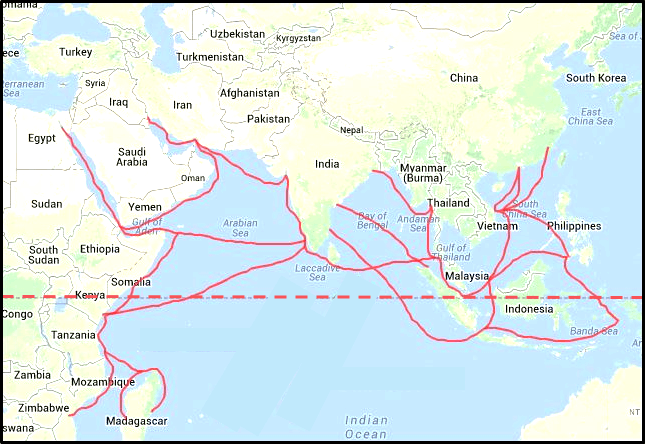 omania
Uzbekistan
Kyrgyzstan
Sea of J
ece
Turkey
Turkmenistan
China
South Korea
Syria
terranean
Sea
Iraq
Iran
Afghanistan
East
China Sea
Pakistan
Nepal
Egypt
Saudi
Arabia
India
Myanmar
(Burma)
Oman
Sudan
Yemen
Gulf of
Aden
Arabian
Sea
Bay of
Bengal
Andaman
Sea
Thailand
Vietnam
South
China Sea
Philippines
South
Sudan
Ethiopia
Gulf of
Thailand
Laccadive
Sea
Somalia
Malaysia
Kenya
Congo
Indonesia
Tanzania
Banda Sea
Ar
Zambia
Mozambique
Zimbabwe
swana
Madagascar
Indian
Ocean
NT